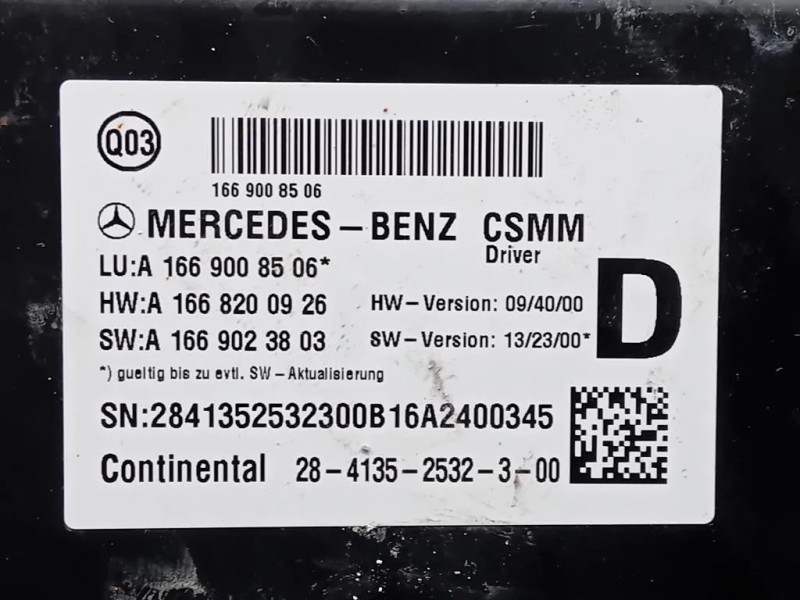 Q03
166 900 85 06
MERCEDES-BENZ CSMM
Driver
LU:A 166 900 85 06*
HW:A 166 820 09 26 HW-Version: 09/40/00
SW:A 166 902 38 03 SW-Version: 13/23/00*
D
*) gueltig bis zu evtl. SW-Aktualisierung
SN:2841352532300B16A2400345
Continental 28-4135-2532-3-00